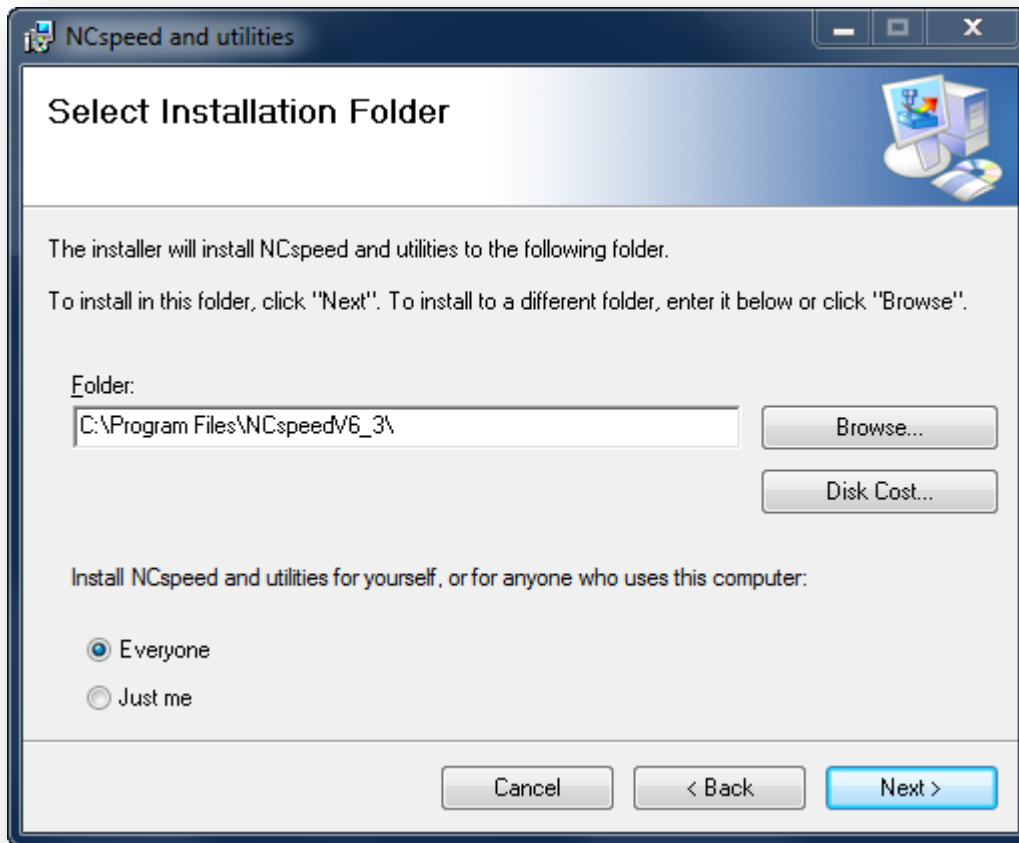 NCspeed and utilities
Select Installation Folder
The installer will install NCspeed and utilities to the following folder.
To install in this folder, click "Next". To install to a different folder, enter it below or click "Browse".
Folder:
C:\Program Files\NCspeedV6_3\
Browse...
Disk Cost...
Install NCspeed and utilities for yourself, or for anyone who uses this computer:
Everyone
Just me
Cancel
< Back
Next >